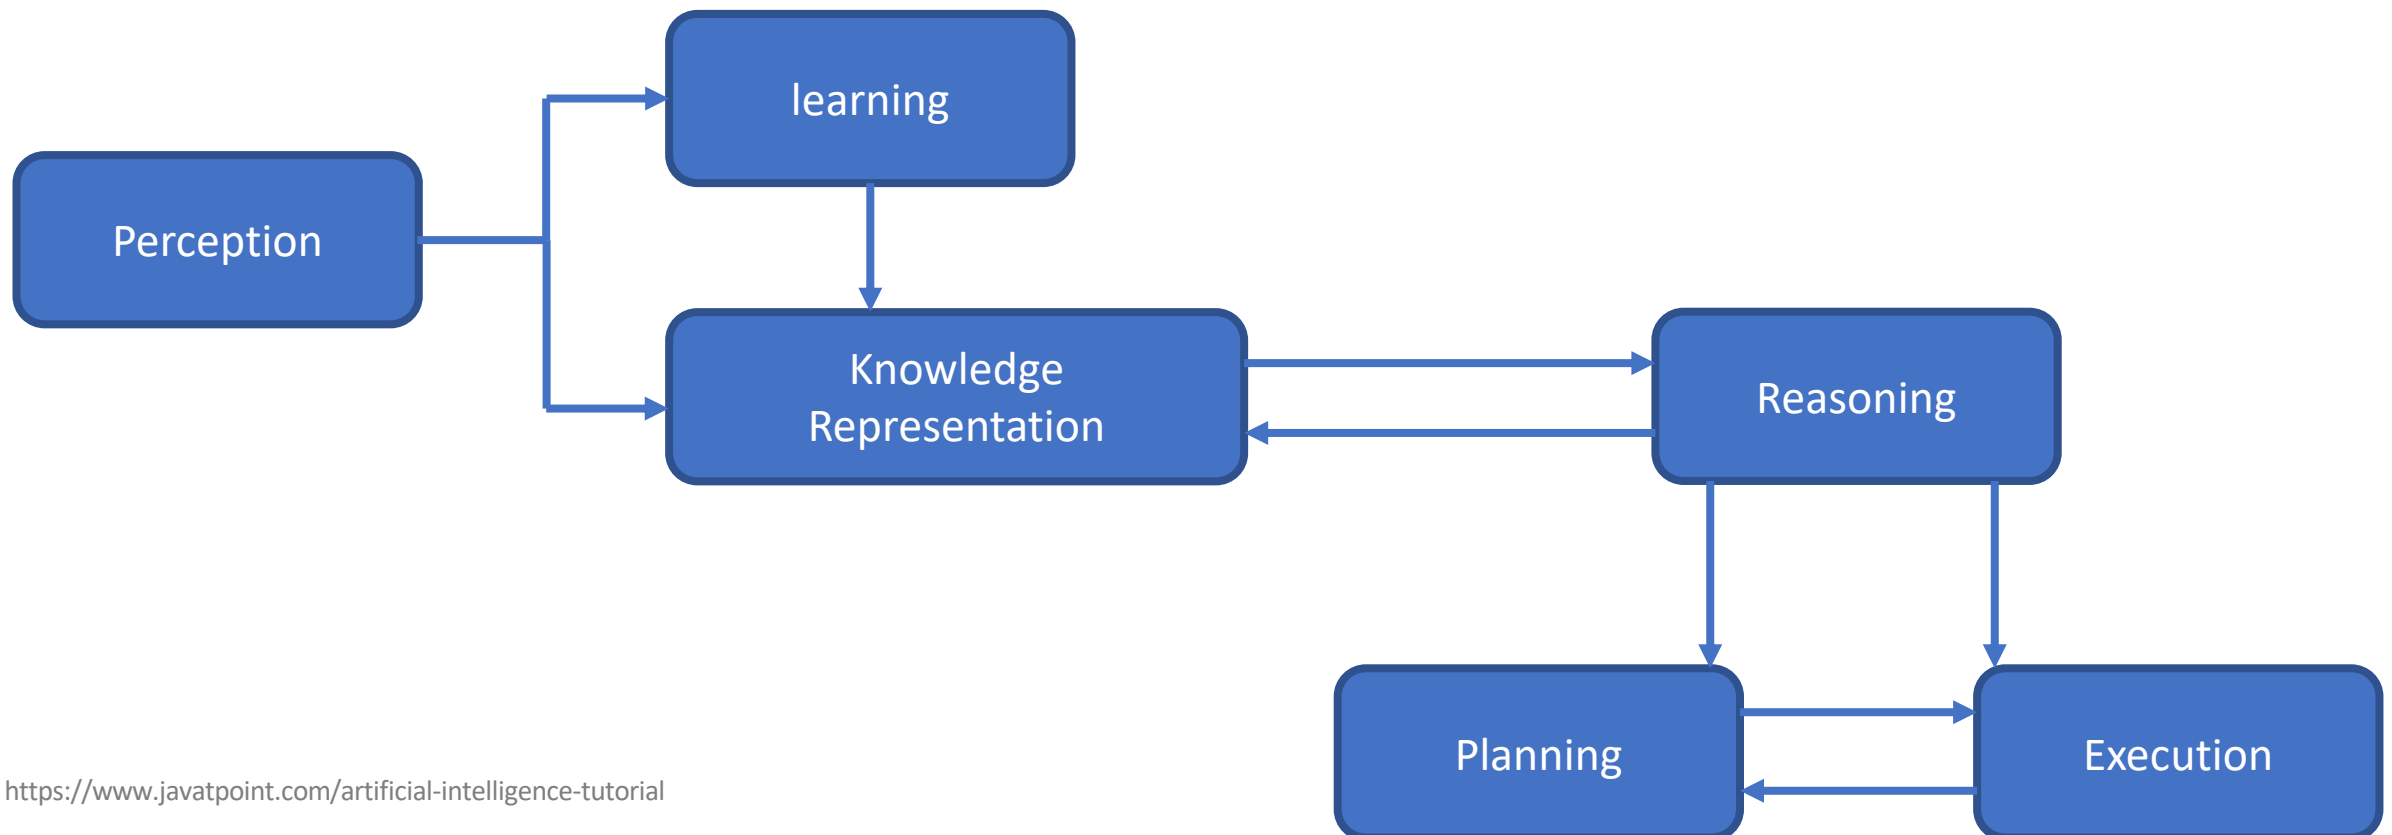 learning
Perception
Knowledge
Representation
Reasoning
Planning
Execution
https://www.javatpoint.com/artificial-intelligence-tutorial